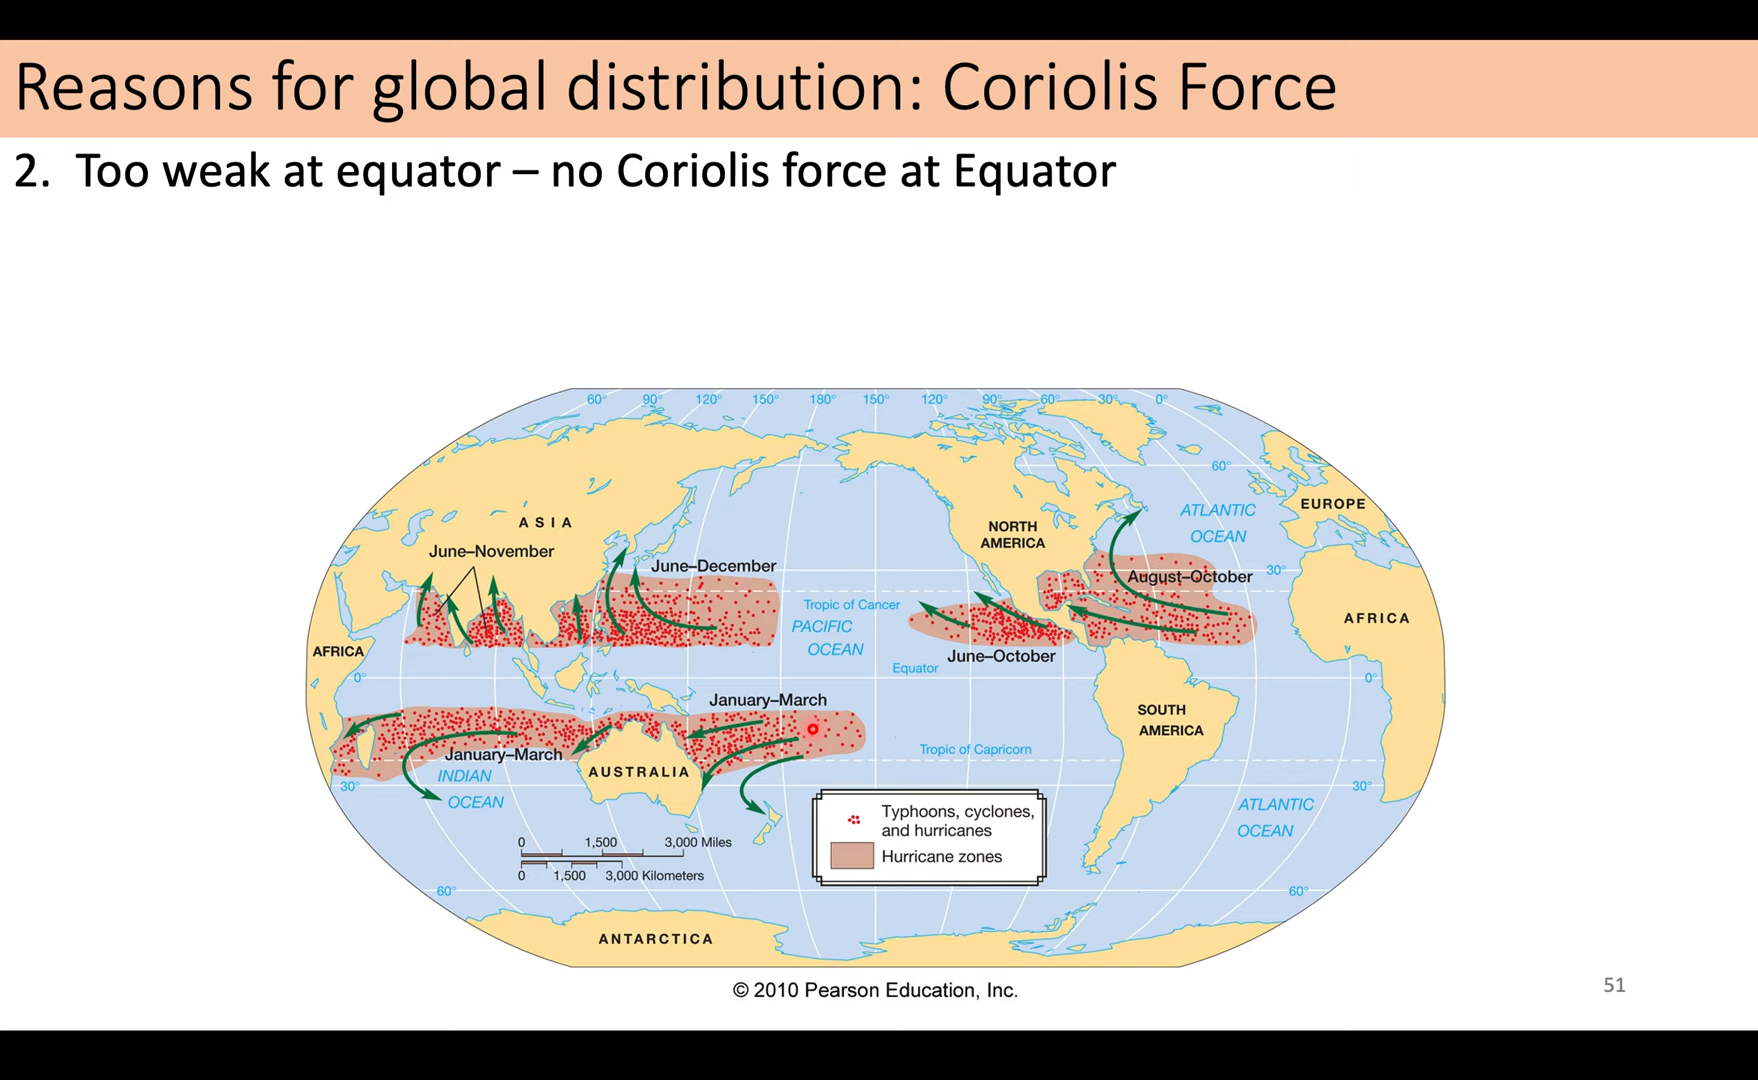 Reasons for global distribution: Coriolis Force
2. Too weak at equator – no Coriolis force at Equator
60° 90° 120° 150° 180° 150° 120° 90° 60° 30° 0°
60°
ATLANTIC
OCEAN
EUROPE
ASIA
NORTH
AMERICA
June–November
June–December
30°
August–October
Tropic of Cancer
PACIFIC
OCEAN
AFRICA
AFRICA
June–October
Equator
0°
0°
January–March
SOUTH
AMERICA
January–March
Tropic of Capricorn
INDIAN
OCEAN
AUSTRALIA
30°
30°
ATLANTIC
OCEAN
Typhoons, cyclones,
and hurricanes
Hurricane zones
0 1,500 3,000 Miles
0 1,500 3,000 Kilometers
60°
60°
ANTARCTICA
© 2010 Pearson Education, Inc.
51